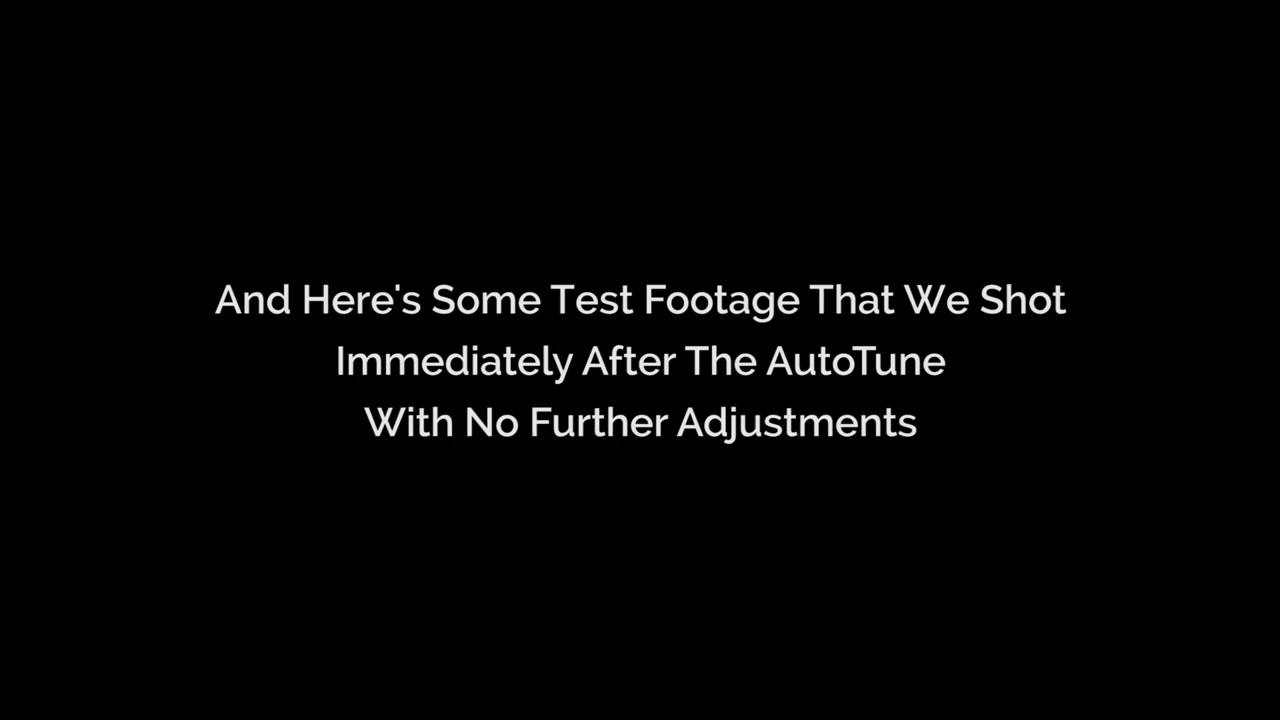 And Here's Some Test Footage That We Shot
Immediately After The AutoTune
With No Further Adjustments